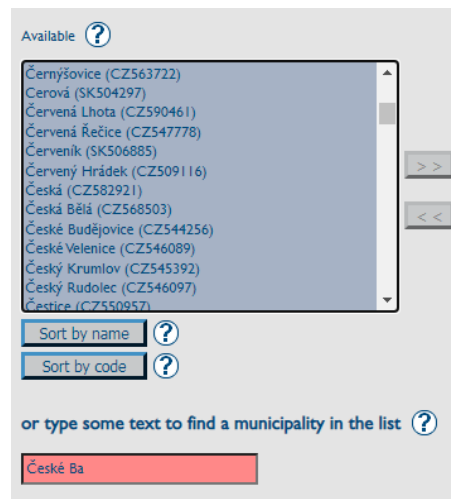 Available ?
Černýšovice (CZ563722)
Cerová (SK504297)
Červená Lhota (CZ590461)
Červená Řečice (CZ547778)
Červeník (SK506885)
Červený Hrádek (CZ509116)
Česká (CZ582921)
Česká Bělá (CZ568503)
České Budějovice (CZ544256)
České Velenice (CZ546089)
Český Krumlov (CZ545392)
Český Rudolec (CZ546097)
Čestice (CZ550957)
>>
<<
Sort by name ?
Sort by code ?
or type some text to find a municipality in the list ?
České Ba